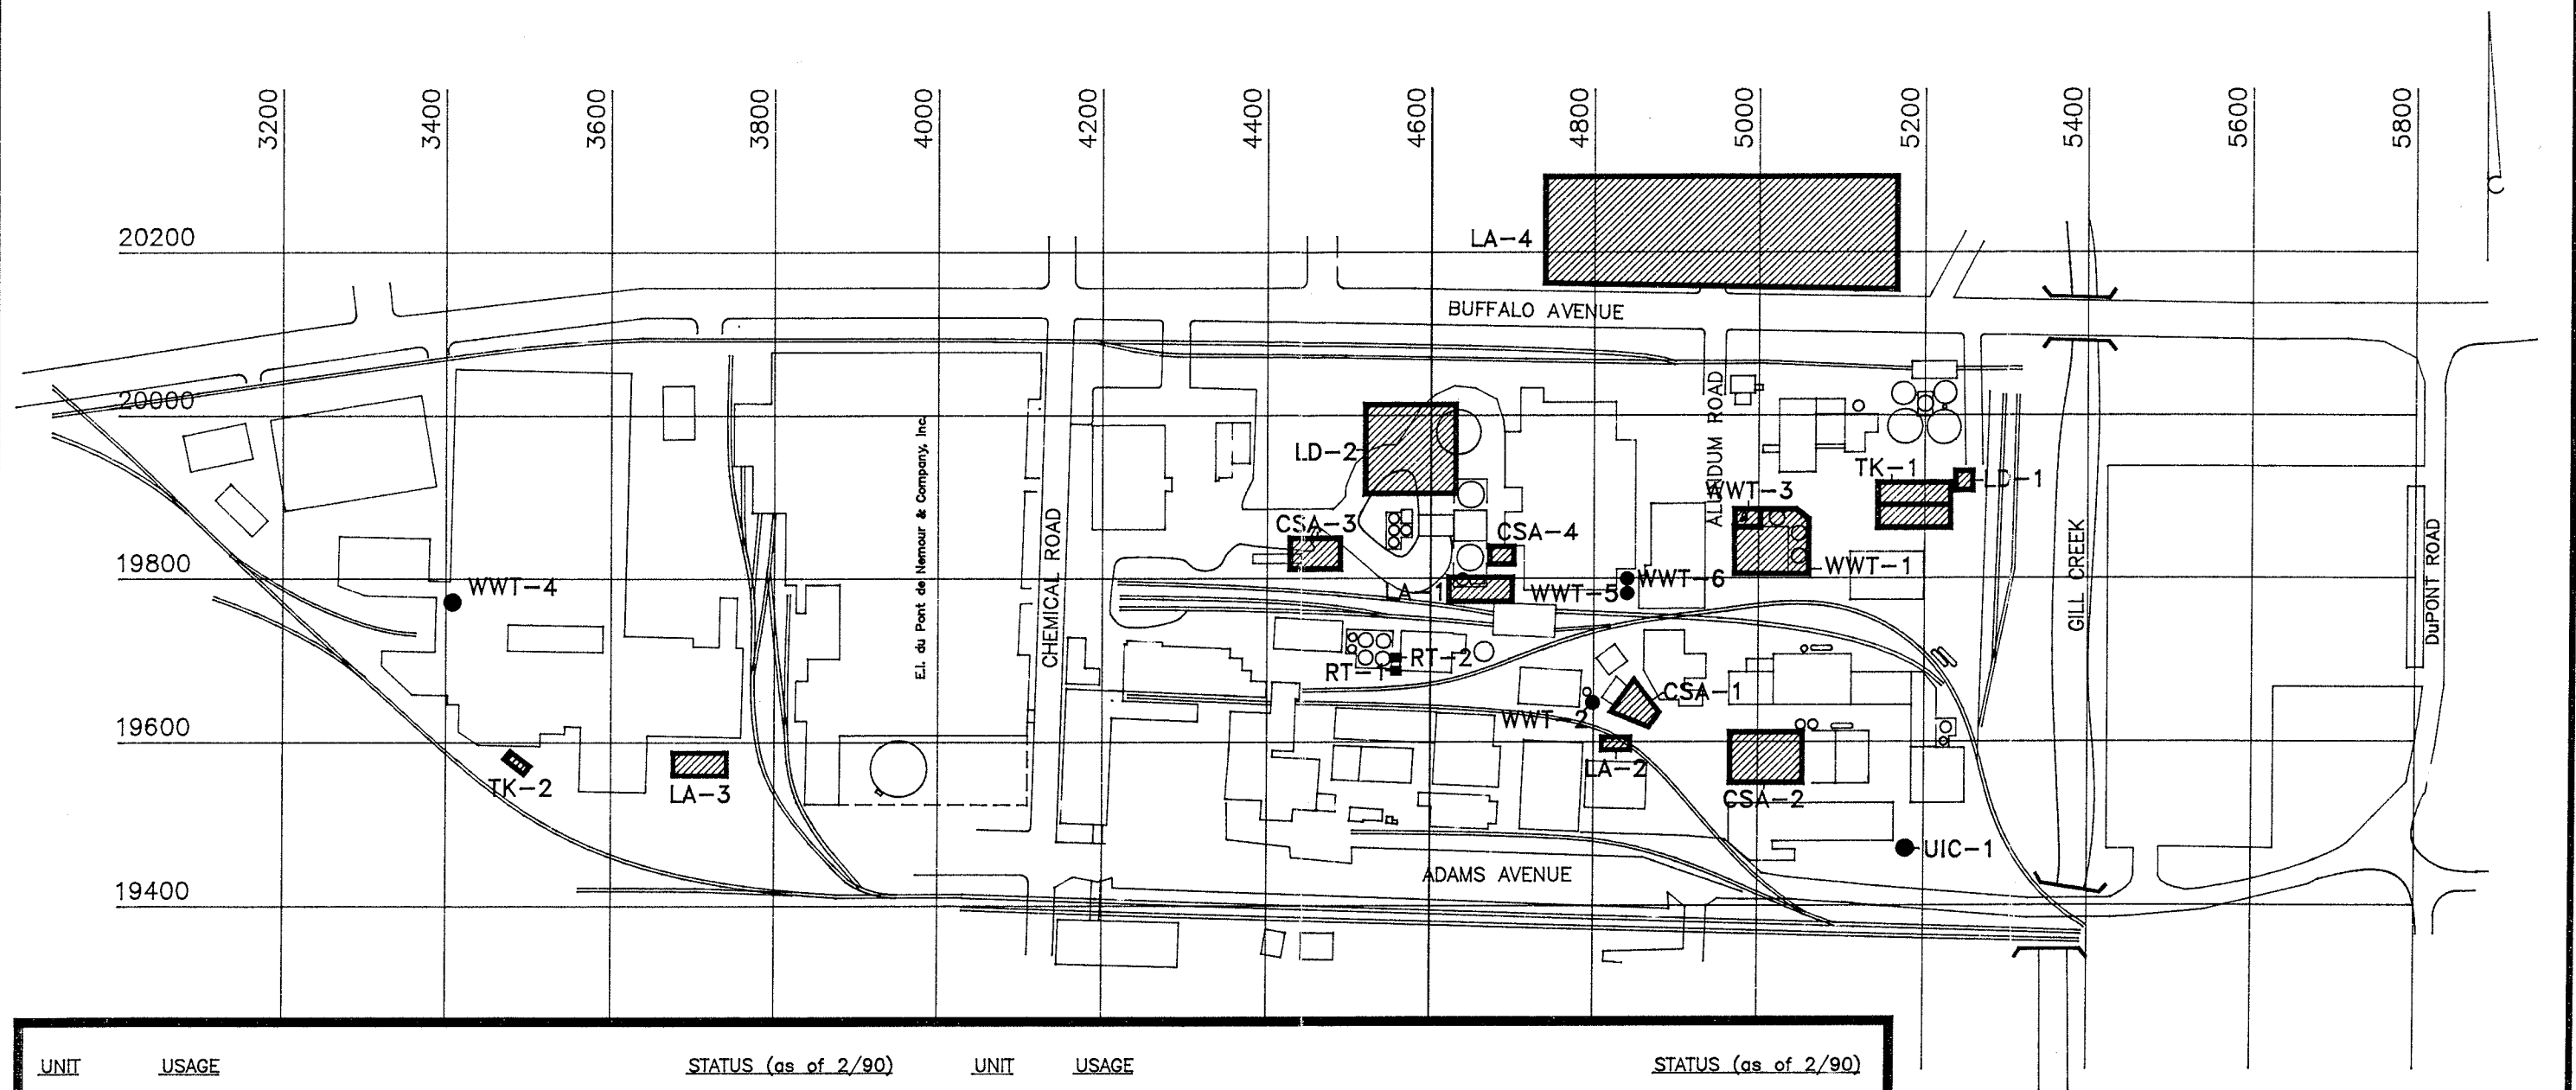 3200 3400 3600 3800 4000 4200 4400 4600 4800 5000 5200 5400 5600 5800
20200
LA-4
BUFFALO AVENUE
20000
ALUNDUM ROAD
LD-2
TK-1
LD-1
WWT-3
CSA-3
CSA-4
E.I. du Pont de Nemour & Company, Inc.
CHEMICAL ROAD
GILL CREEK
DuPONT ROAD
19800
WWT-4
LA-1
WWT-5
WWT-6
WWT-1
RT-1
RT-2
CSA-1
WWT-2
19600
TK-2
LA-3
LA-2
CSA-2
UIC-1
ADAMS AVENUE
19400
UNIT USAGE STATUS (as of 2/90) UNIT USAGE STATUS (as of 2/90)